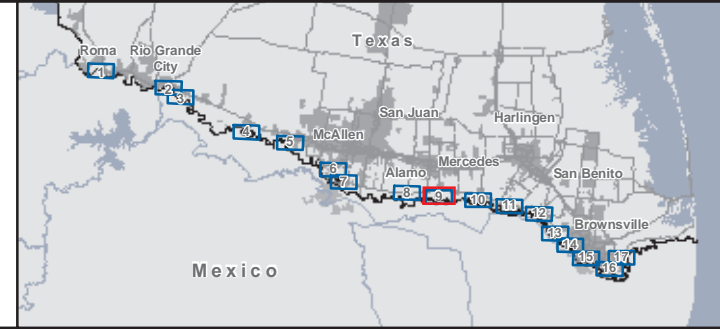 Texas
Roma
Rio Grande
City
1
2
3
San Juan
Harlingen
4
5
McAllen
Mercedes
6
7
Alamo
San Benito
8
9
10
11
12
Brownsville
13
14
15
16
17
Mexico